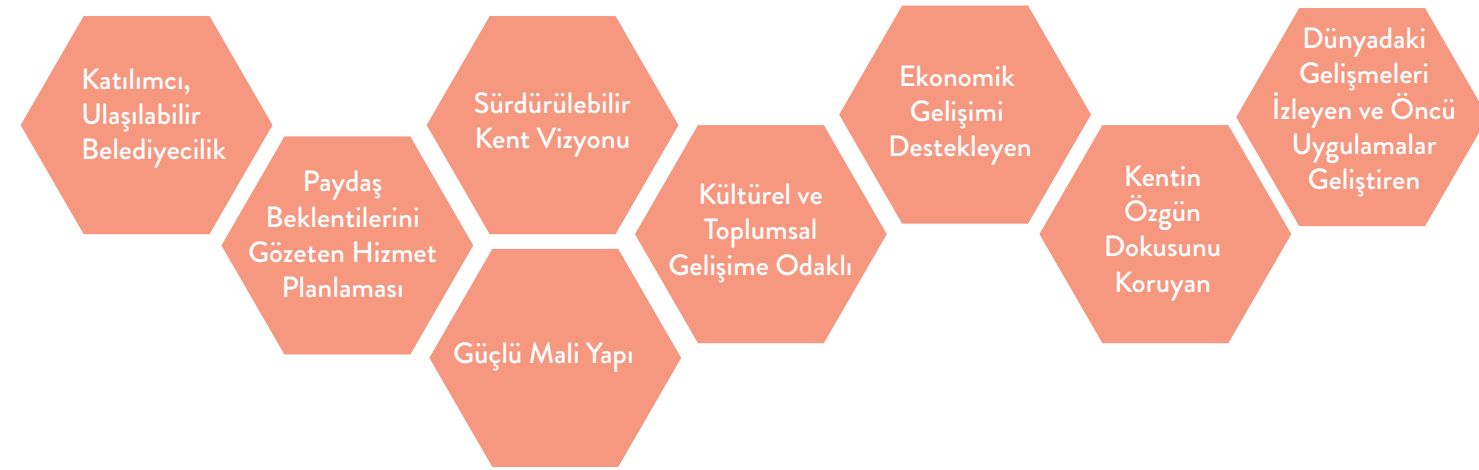 Katılımcı,
Ulaşılabilir
Belediyecilik
Paydaş
Beklentilerini
Gözeten Hizmet
Planlaması
Sürdürülebilir
Kent Vizyonu
Güçlü Mali Yapı
Kültürel ve
Toplumsal
Gelişime Odaklı
Ekonomik
Gelişimi
Destekleyen
Kentin
Özgün
Dokusunu
Koruyan
Dünyadaki
Gelişmeleri
İzleyen ve Öncü
Uygulamalar
Geliştiren